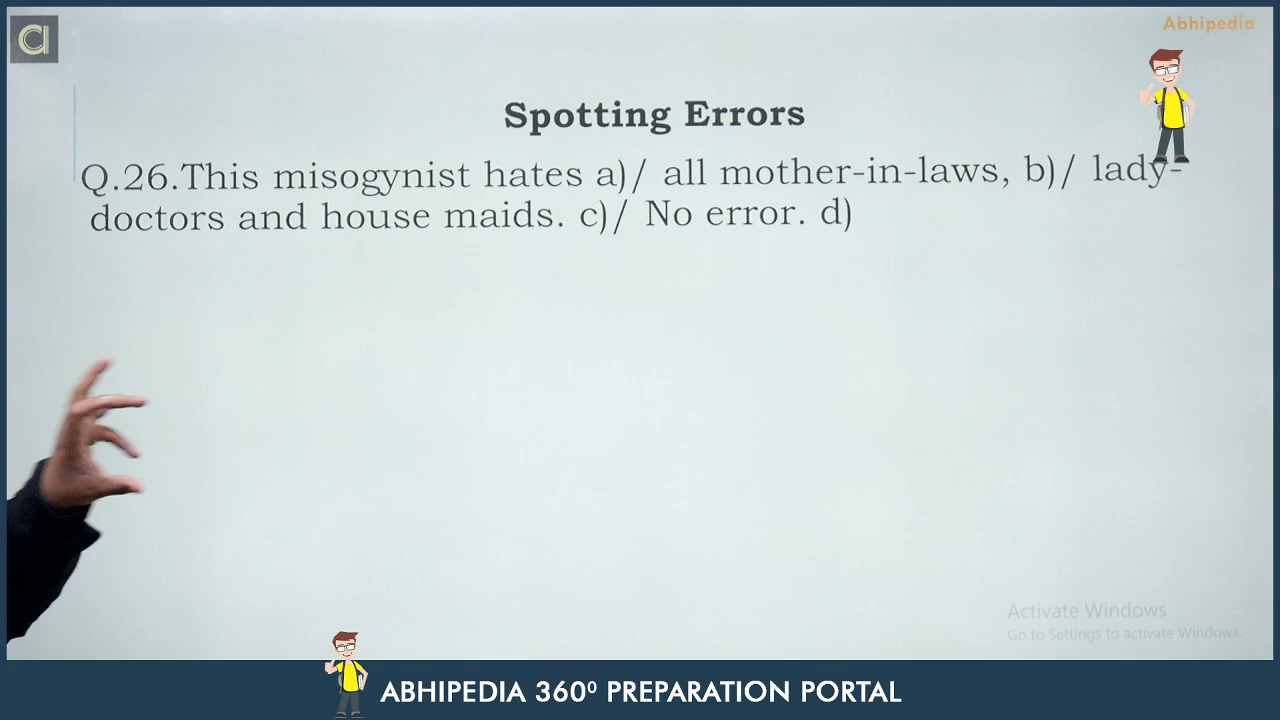 Abhipedia
Spotting Errors
Q.26.This misogynist hates a)/ all mother-in-laws, b)/ lady-
doctors and house maids. c)/ No error. d)
Activate Windows
Go to Settings to activate Windows.
ABHIPEDIA 360⁰ PREPARATION PORTAL